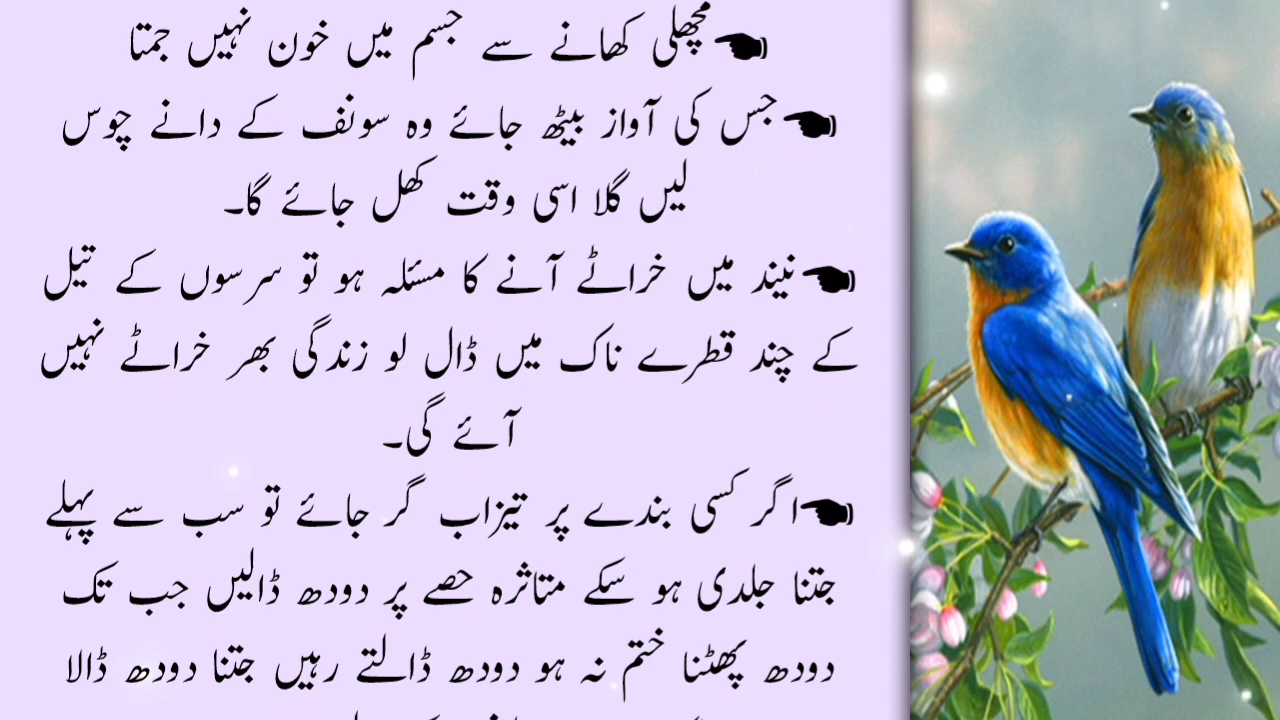 ☚مچھلی کھانے سے جسم میں خون نہیں جمتا
☚جس کی آواز بیٹھ جائے وہ سونف کے دانے چوس
لیں گلا اسی وقت کھل جائے گا۔
☚نیند میں خراٹے آنے کا مسئلہ ہو تو سرسوں کے تیل
کے چند قطرے ناک میں ڈال لو زندگی بھر خراٹے نہیں
آئے گی۔
☚اگر کسی بندے پر تیزاب گر جائے تو سب سے پہلے
جتنا جلدی ہو سکے متاثرہ حصے پر دودھ ڈالیں جب تک
دودھ پھٹنا ختم نہ ہو دودھ ڈالتے رہیں جتنا دودھ ڈالا